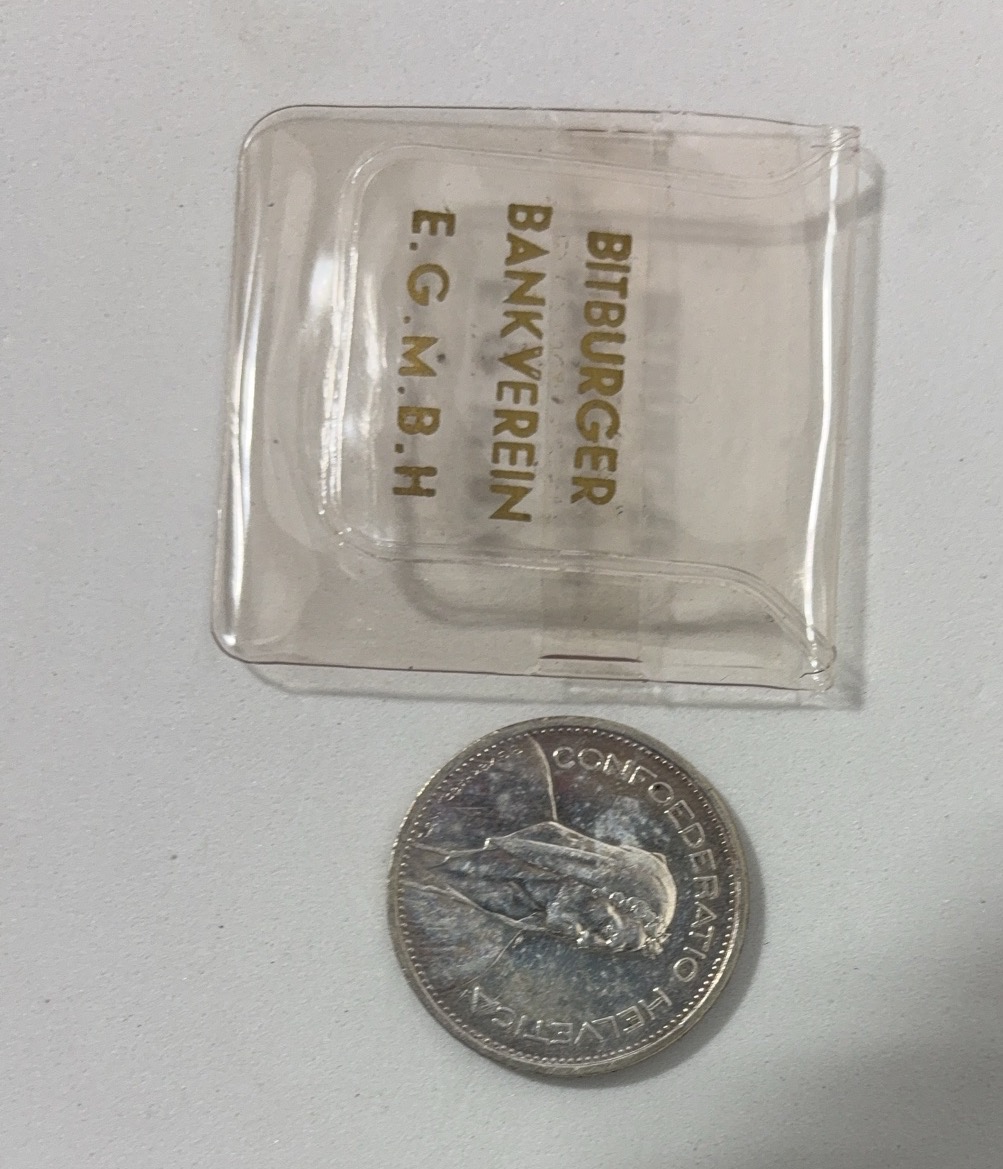 BITBURGER
BANKVEREIN
E.G.M.B.H
CONFOEDERATIO HELVETICA